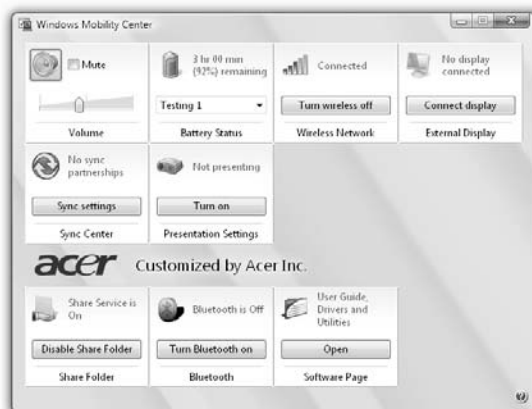 Windows Mobility Center
Mute
Volume
3 hr 00 min
(92%) remaining
Testing 1
Battery Status
Connected
Turn wireless off
Wireless Network
No display
connected
Connect display
External Display
No sync
partnerships
Sync settings
Sync Center
Not presenting
Turn on
Presentation Settings
acer Customized by Acer Inc.
Share Service is
On
Disable Share Folder
Share Folder
Bluetooth is Off
Turn Bluetooth on
Bluetooth
User Guide,
Drivers and
Utilities
Open
Software Page